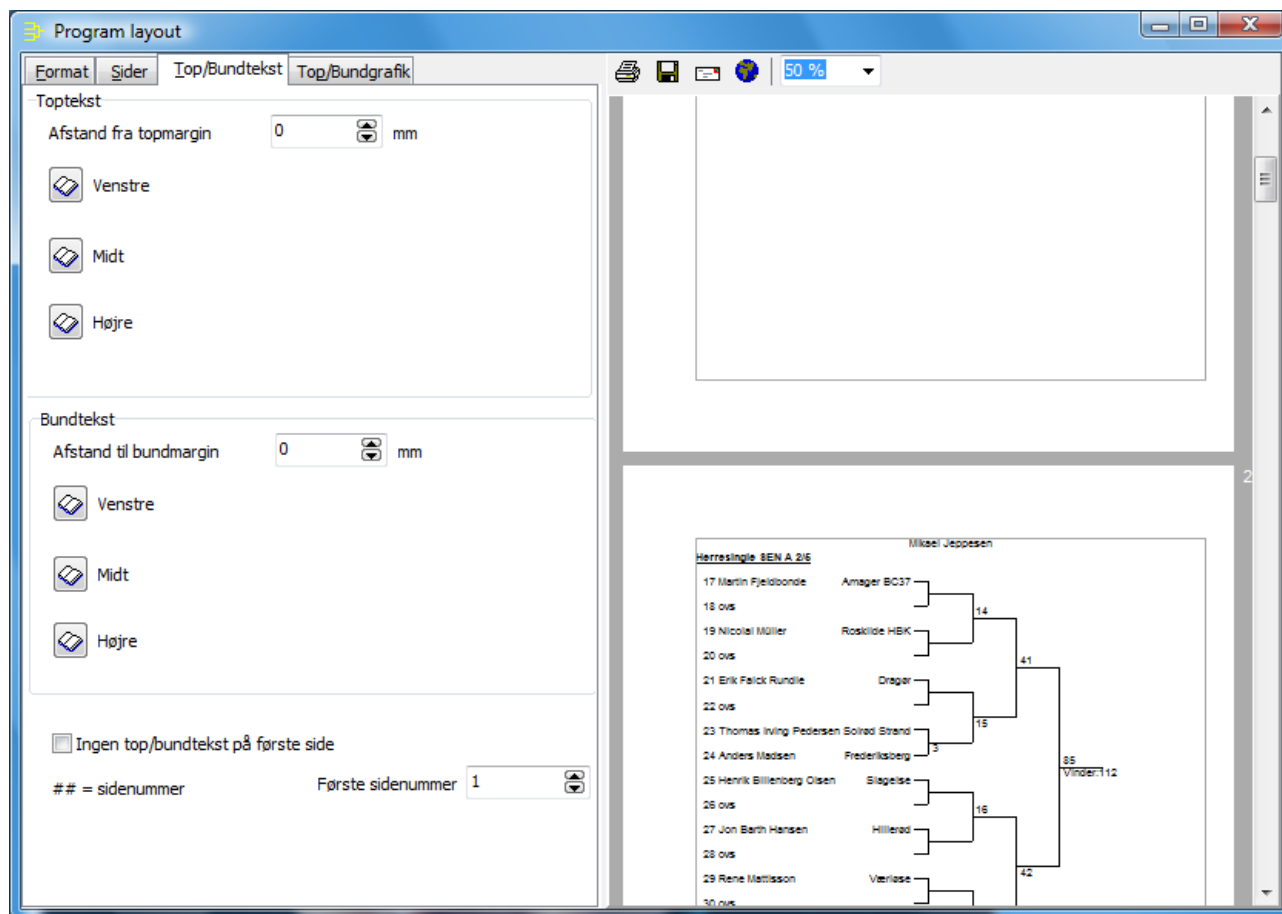 Program layout
Format Sider Top/Bundtekst Top/Bundgrafik
50 %
Toptekst
Afstand fra topmargin 0 mm
Venstre
Midt
Højre
Bundtekst
Afstand til bundmargin 0 mm
Venstre
Midt
Højre
Ingen top/bundtekst på første side
## = sidenummer Første sidenummer 1
2
Mikael Jeppesen
Herresingle SEN A 2/6
17 Martin Fjeldbonde Amager BC37
18 ovs
14
19 Nicolai Müller Roskilde HBK
20 ovs
41
21 Erik Falck Rundle Dragør
22 ovs
15
23 Thomas Irving Pedersen Solrød Strand
3
24 Anders Madsen Frederiksberg
85
Vinder:112
25 Henrik Billenberg Olsen Slagelse
26 ovs
16
27 Jon Barth Hansen Hillerød
28 ovs
42
29 Rene Mattisson Værløse
30 ovs